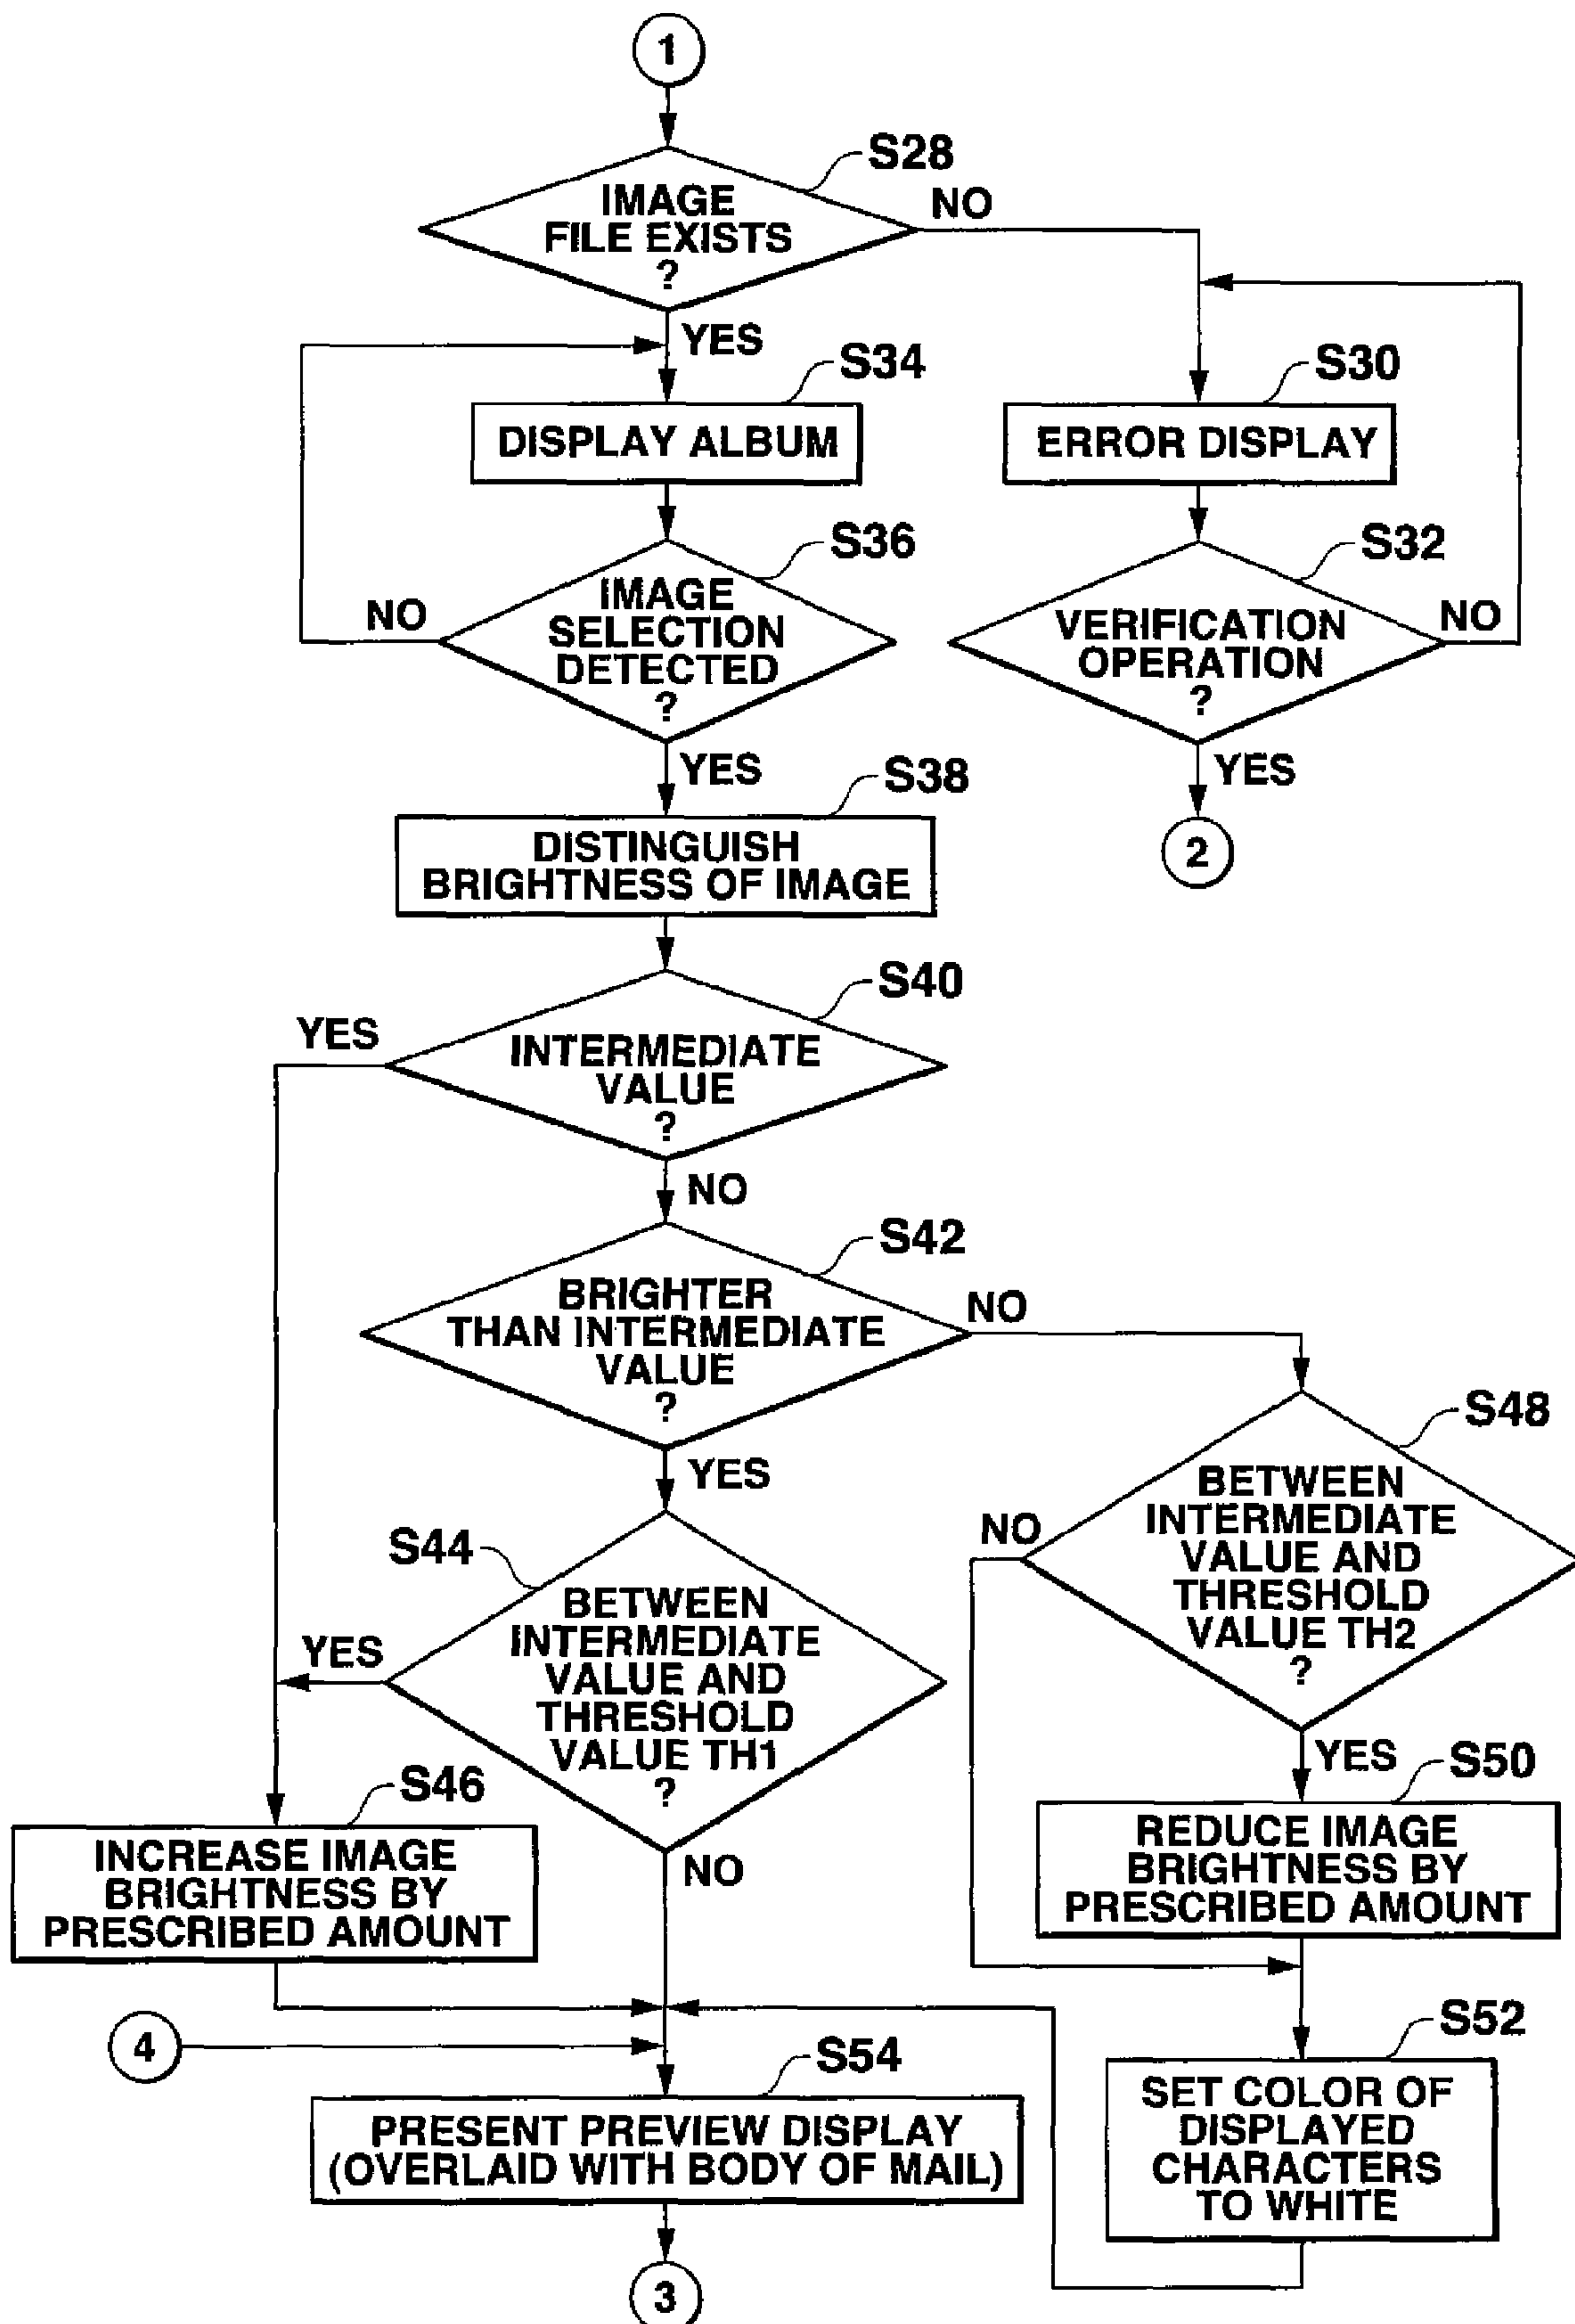 1
S28
IMAGE
FILE EXISTS
?
NO
YES
S34
DISPLAY ALBUM
S30
ERROR DISPLAY
S36
IMAGE
SELECTION
DETECTED
?
NO
YES
S32
VERIFICATION
OPERATION
?
NO
YES
2
S38
DISTINGUISH
BRIGHTNESS OF IMAGE
S40
INTERMEDIATE
VALUE
?
YES
NO
S42
BRIGHTER
THAN INTERMEDIATE
VALUE
?
NO
YES
S48
BETWEEN
INTERMEDIATE
VALUE AND
THRESHOLD
VALUE TH2
?
NO
YES
S44
BETWEEN
INTERMEDIATE
VALUE AND
THRESHOLD
VALUE TH1
?
YES
NO
S46
INCREASE IMAGE
BRIGHTNESS BY
PRESCRIBED AMOUNT
S50
REDUCE IMAGE
BRIGHTNESS BY
PRESCRIBED AMOUNT
4
S52
SET COLOR OF
DISPLAYED
CHARACTERS
TO WHITE
S54
PRESENT PREVIEW DISPLAY
(OVERLAID WITH BODY OF MAIL)
3